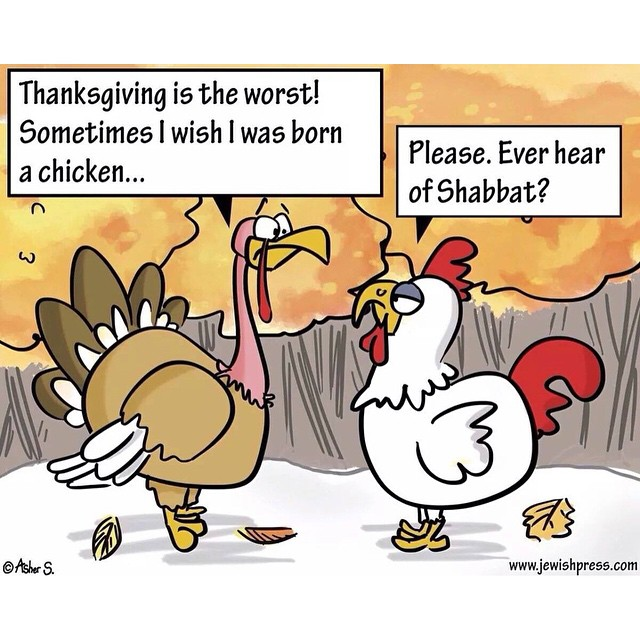 Thanksgiving is the worst!
Sometimes I wish I was born
a chicken...
Please. Ever hear
of Shabbat?
©Asher S.
www.jewishpress.com